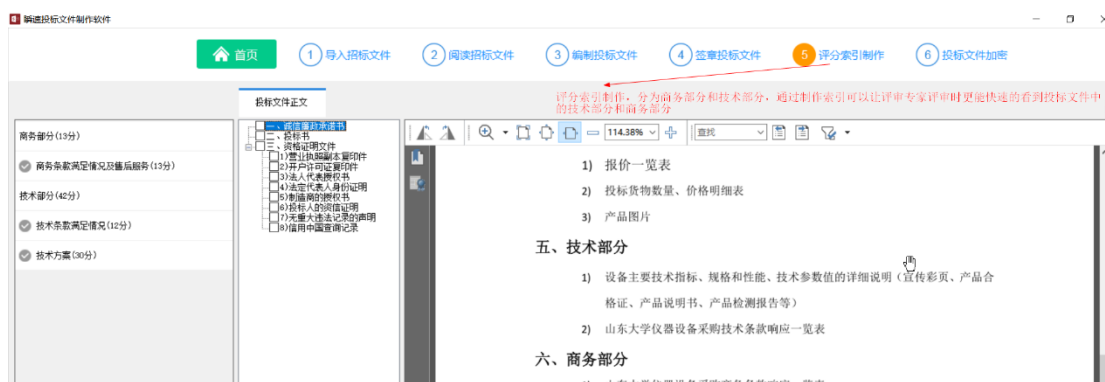 瞬速投标文件制作软件
首页
1 导入招标文件
2 阅读招标文件
3 编制投标文件
4 签章投标文件
5 评分索引制作
6 投标文件加密
评分索引制作，分为商务部分和技术部分，通过制作索引可以让评审专家评审时更能快速的看到投标文件中
的技术部分和商务部分
投标文件正文
商务部分(13分)
商务条款满足情况及售后服务(13分)
技术部分(42分)
技术条款满足情况(12分)
技术方案(30分)
一、诚信廉政承诺书
二、投标书
三、资格证明文件
1)营业执照副本复印件
2)开户许可证复印件
3)法人代表授权书
4)法定代表人身份证明
5)制造商的授权书
6)投标人的资信证明
7)无重大违法记录的声明
8)信用中国查询记录
114.38%
查找
1) 报价一览表
2) 投标货物数量、价格明细表
3) 产品图片
五、技术部分
1) 设备主要技术指标、规格和性能、技术参数值的详细说明（宣传彩页、产品合
格证、产品说明书、产品检测报告等）
2) 山东大学仪器设备采购技术条款响应一览表
六、商务部分